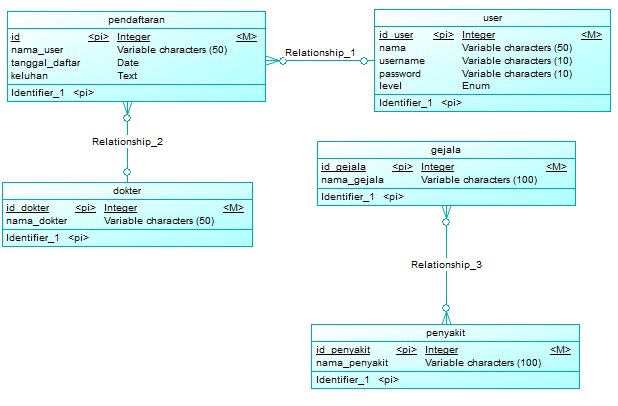 pendaftaran
id <pi> Integer <M>
nama_user Variable characters (50)
tanggal_daftar Date
keluhan Text
Identifier_1 <pi>
Relationship_1
user
id_user <pi> Integer <M>
nama Variable characters (50)
username Variable characters (10)
password Variable characters (10)
level Enum
Identifier_1 <pi>
Relationship_2
dokter
id_dokter <pi> Integer <M>
nama_dokter Variable characters (50)
Identifier_1 <pi>
gejala
id_gejala <pi> Integer <M>
nama_gejala Variable characters (100)
Identifier_1 <pi>
Relationship_3
penyakit
id_penyakit <pi> Integer <M>
nama_penyakit Variable characters (100)
Identifier_1 <pi>